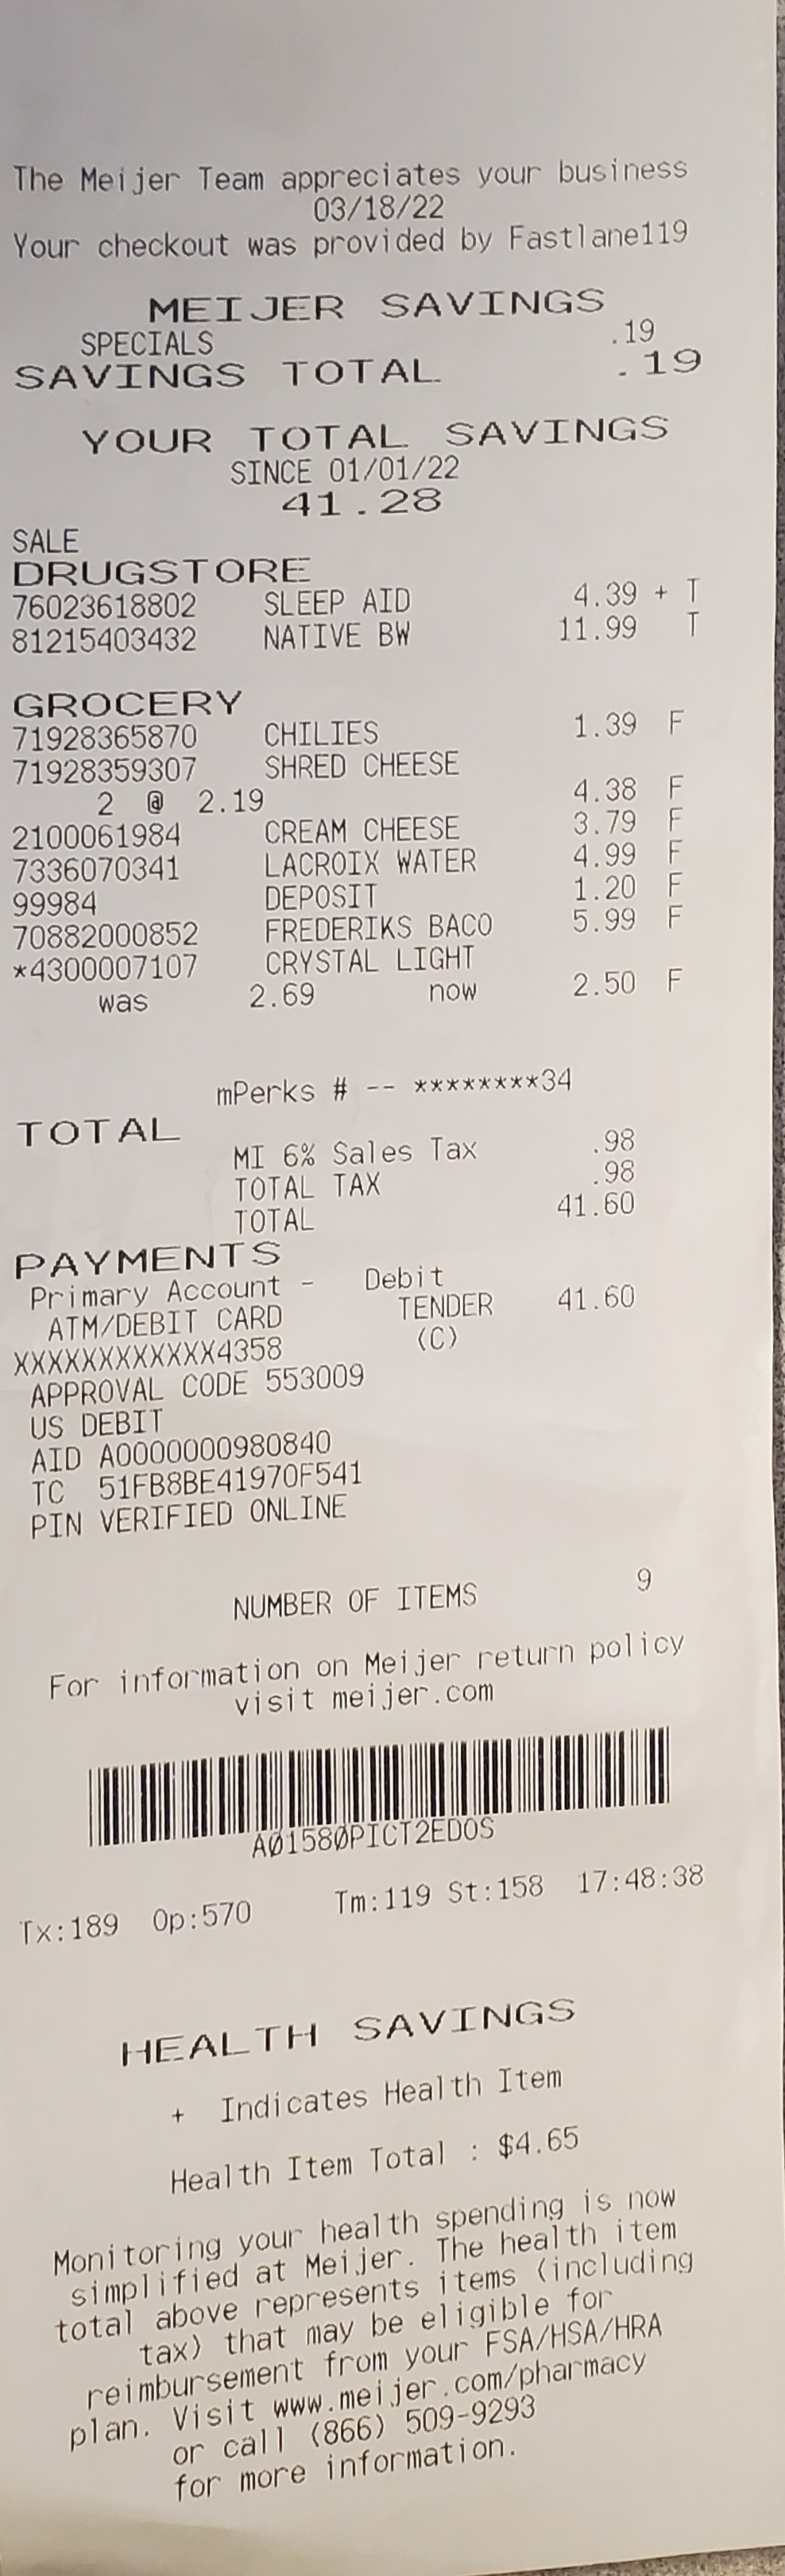 The Meijer Team appreciates your business
03/18/22
Your checkout was provided by Fastlane119
MEIJER SAVINGS
SPECIALS .19
SAVINGS TOTAL .19
YOUR TOTAL SAVINGS
SINCE 01/01/22
41.28
SALE
DRUGSTORE
76023618802 SLEEP AID 4.39 + T
81215403432 NATIVE BW 11.99 T
GROCERY
71928365870 CHILIES 1.39 F
71928359307 SHRED CHEESE
2 @ 2.19 4.38 F
2100061984 CREAM CHEESE 3.79 F
7336070341 LACROIX WATER 4.99 F
99984 DEPOSIT 1.20 F
70882000852 FREDERIKS BACO 5.99 F
*4300007107 CRYSTAL LIGHT
was 2.69 now 2.50 F
mPerks # -- ********34
TOTAL
MI 6% Sales Tax .98
TOTAL TAX .98
TOTAL 41.60
PAYMENTS
Primary Account - Debit
ATM/DEBIT CARD TENDER 41.60
XXXXXXXXXXXX4358 (C)
APPROVAL CODE 553009
US DEBIT
AID A0000000980840
TC 51FB8BE41970F541
PIN VERIFIED ONLINE
NUMBER OF ITEMS 9
For information on Meijer return policy
visit meijer.com
AØ158ØPICT2EDOS
Tx:189 Op:570 Tm:119 St:158 17:48:38
HEALTH SAVINGS
+ Indicates Health Item
Health Item Total : $4.65
Monitoring your health spending is now
simplified at Meijer. The health item
total above represents items (including
tax) that may be eligible for
reimbursement from your FSA/HSA/HRA
plan. Visit www.meijer.com/pharmacy
or call (866) 509-9293
for more information.